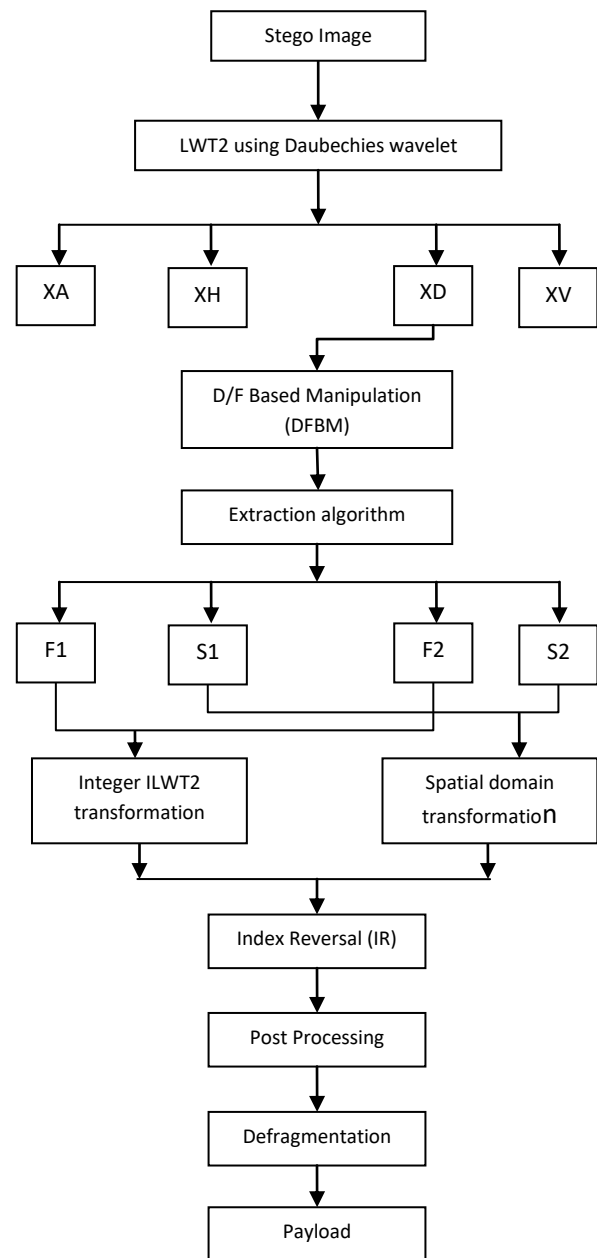 Stego Image
LWT2 using Daubechies wavelet
XA
XH
XD
XV
D/F Based Manipulation
(DFBM)
Extraction algorithm
F1
S1
F2
S2
Integer ILWT2
transformation
Spatial domain
transformation
Index Reversal (IR)
Post Processing
Defragmentation
Payload